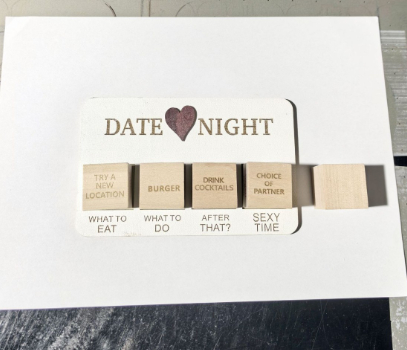 DATE NIGHT
TRY A
NEW
LOCATION
BURGER
DRINK
COCKTAILS
CHOICE
OF
PARTNER
WHAT TO
EAT
WHAT TO
DO
AFTER
THAT?
SEXY
TIME